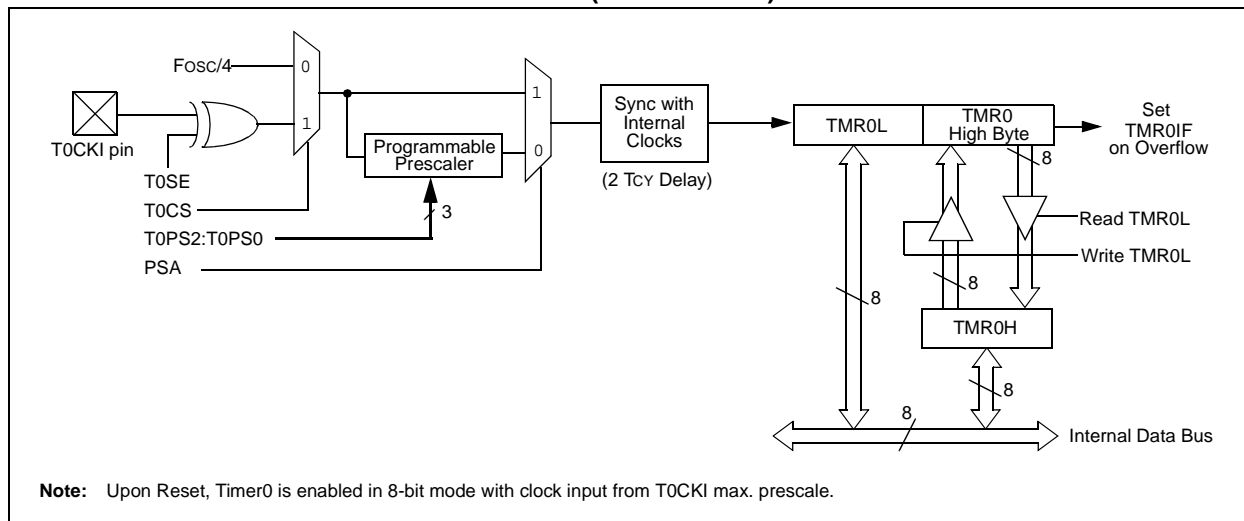 Fosc/4
0
1
T0CKI pin
T0SE
T0CS
T0PS2:T0PS0
PSA
Programmable
Prescaler
3
1
0
Sync with
Internal
Clocks
(2 TCY Delay)
TMR0L
TMR0
High Byte
Set
TMR0IF
on Overflow
8
Read TMR0L
Write TMR0L
8
8
TMR0H
8
8
Internal Data Bus
Note: Upon Reset, Timer0 is enabled in 8-bit mode with clock input from T0CKI max. prescale.